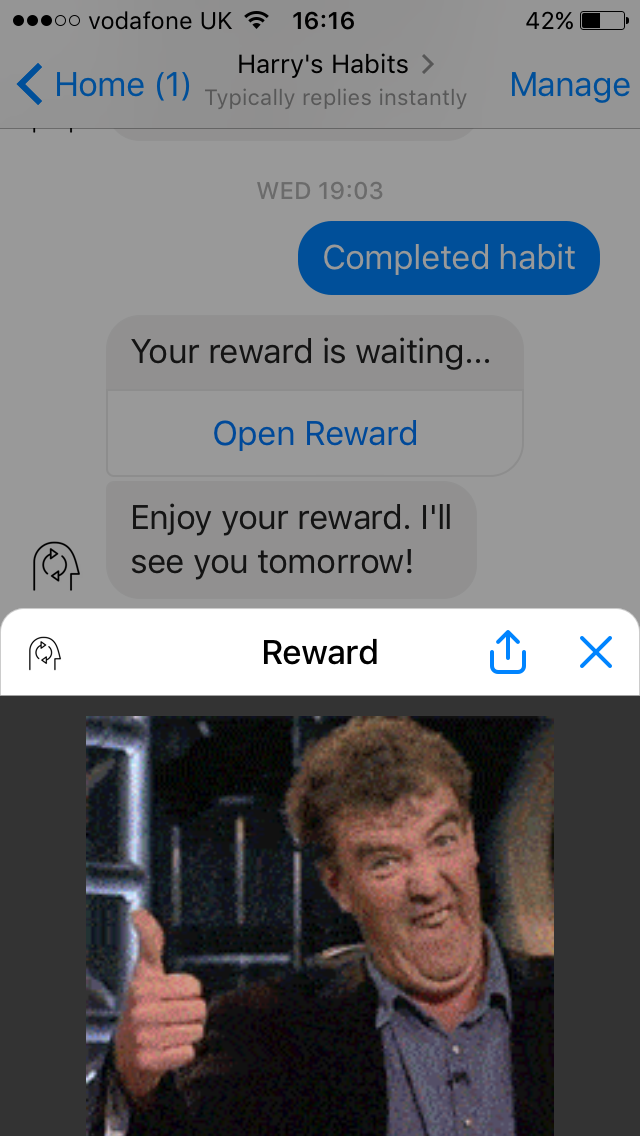 vodafone UK 16:16 42%
Home (1) Harry's Habits Manage
Typically replies instantly
WED 19:03
Completed habit
Your reward is waiting...
Open Reward
Enjoy your reward. I'll
see you tomorrow!
Reward